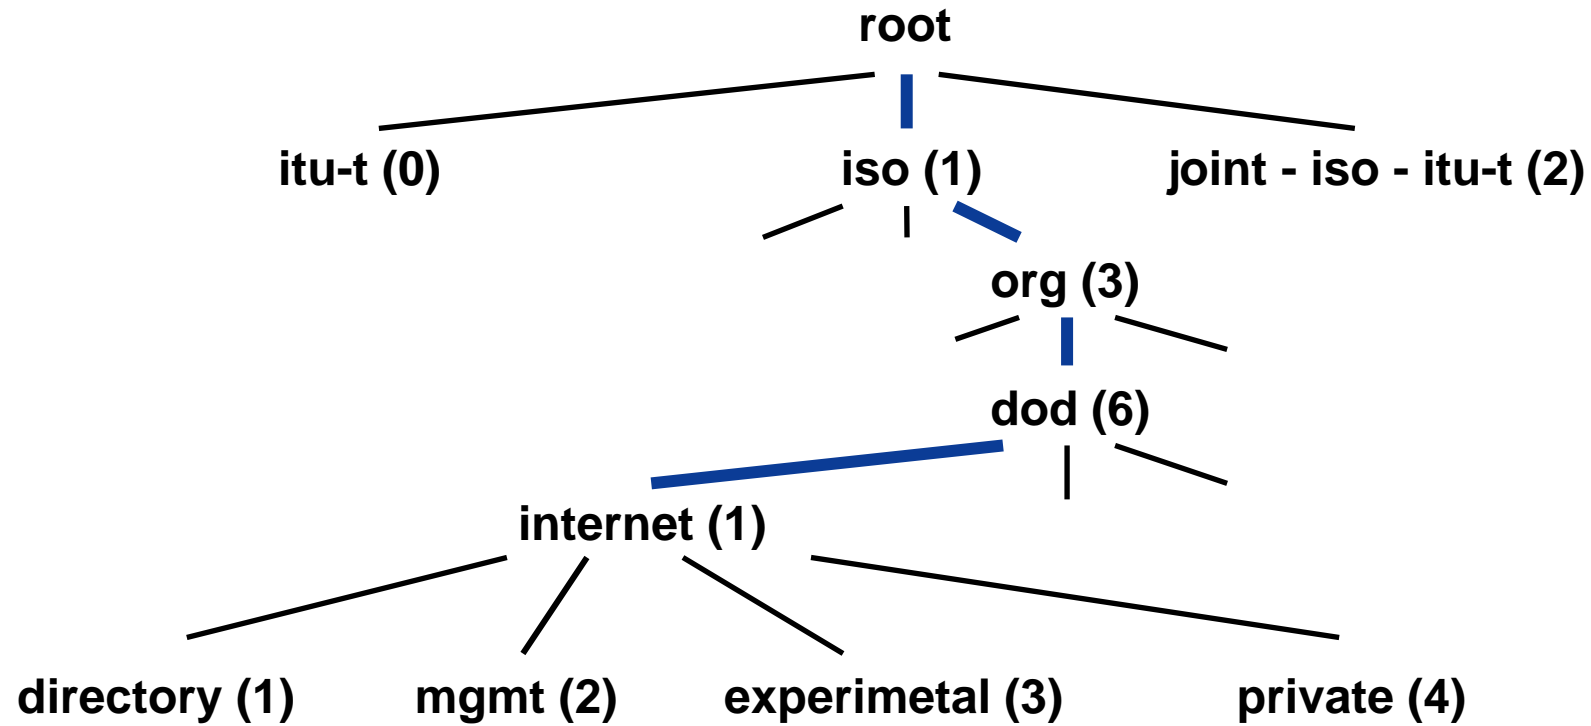 root
itu-t (0) iso (1) joint - iso - itu-t (2)
org (3)
dod (6)
internet (1)
directory (1) mgmt (2) experimetal (3) private (4)